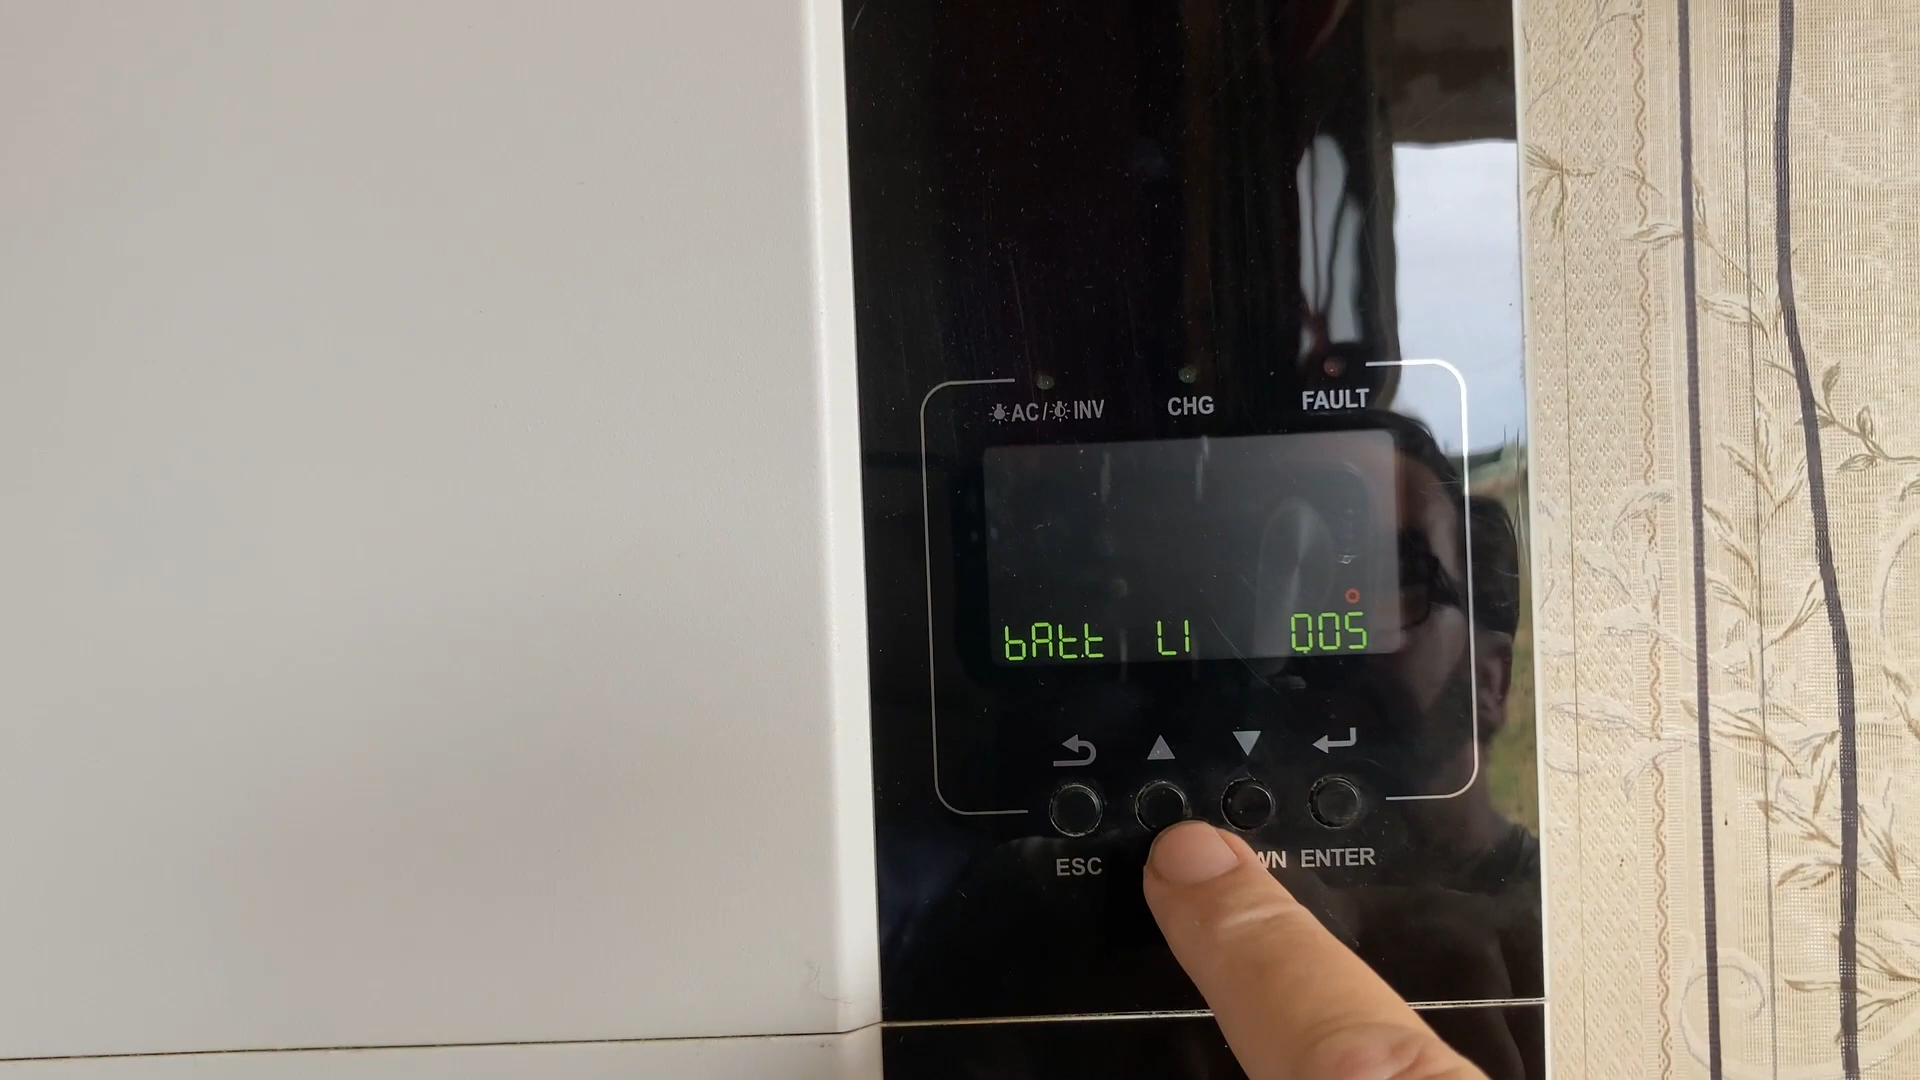 AC/INV CHG FAULT
bAtt LI 005
ESC WN ENTER